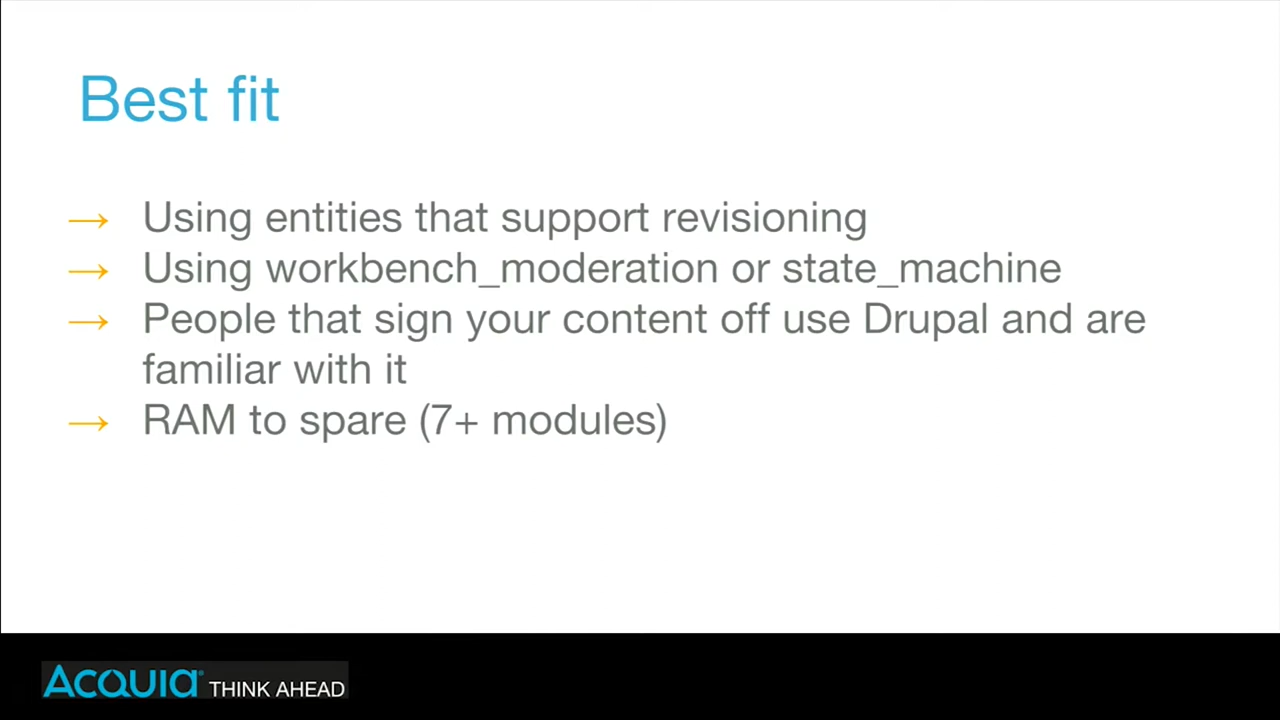 Best fit
→ Using entities that support revisioning
→ Using workbench_moderation or state_machine
→ People that sign your content off use Drupal and are
familiar with it
→ RAM to spare (7+ modules)
ACQUIA THINK AHEAD